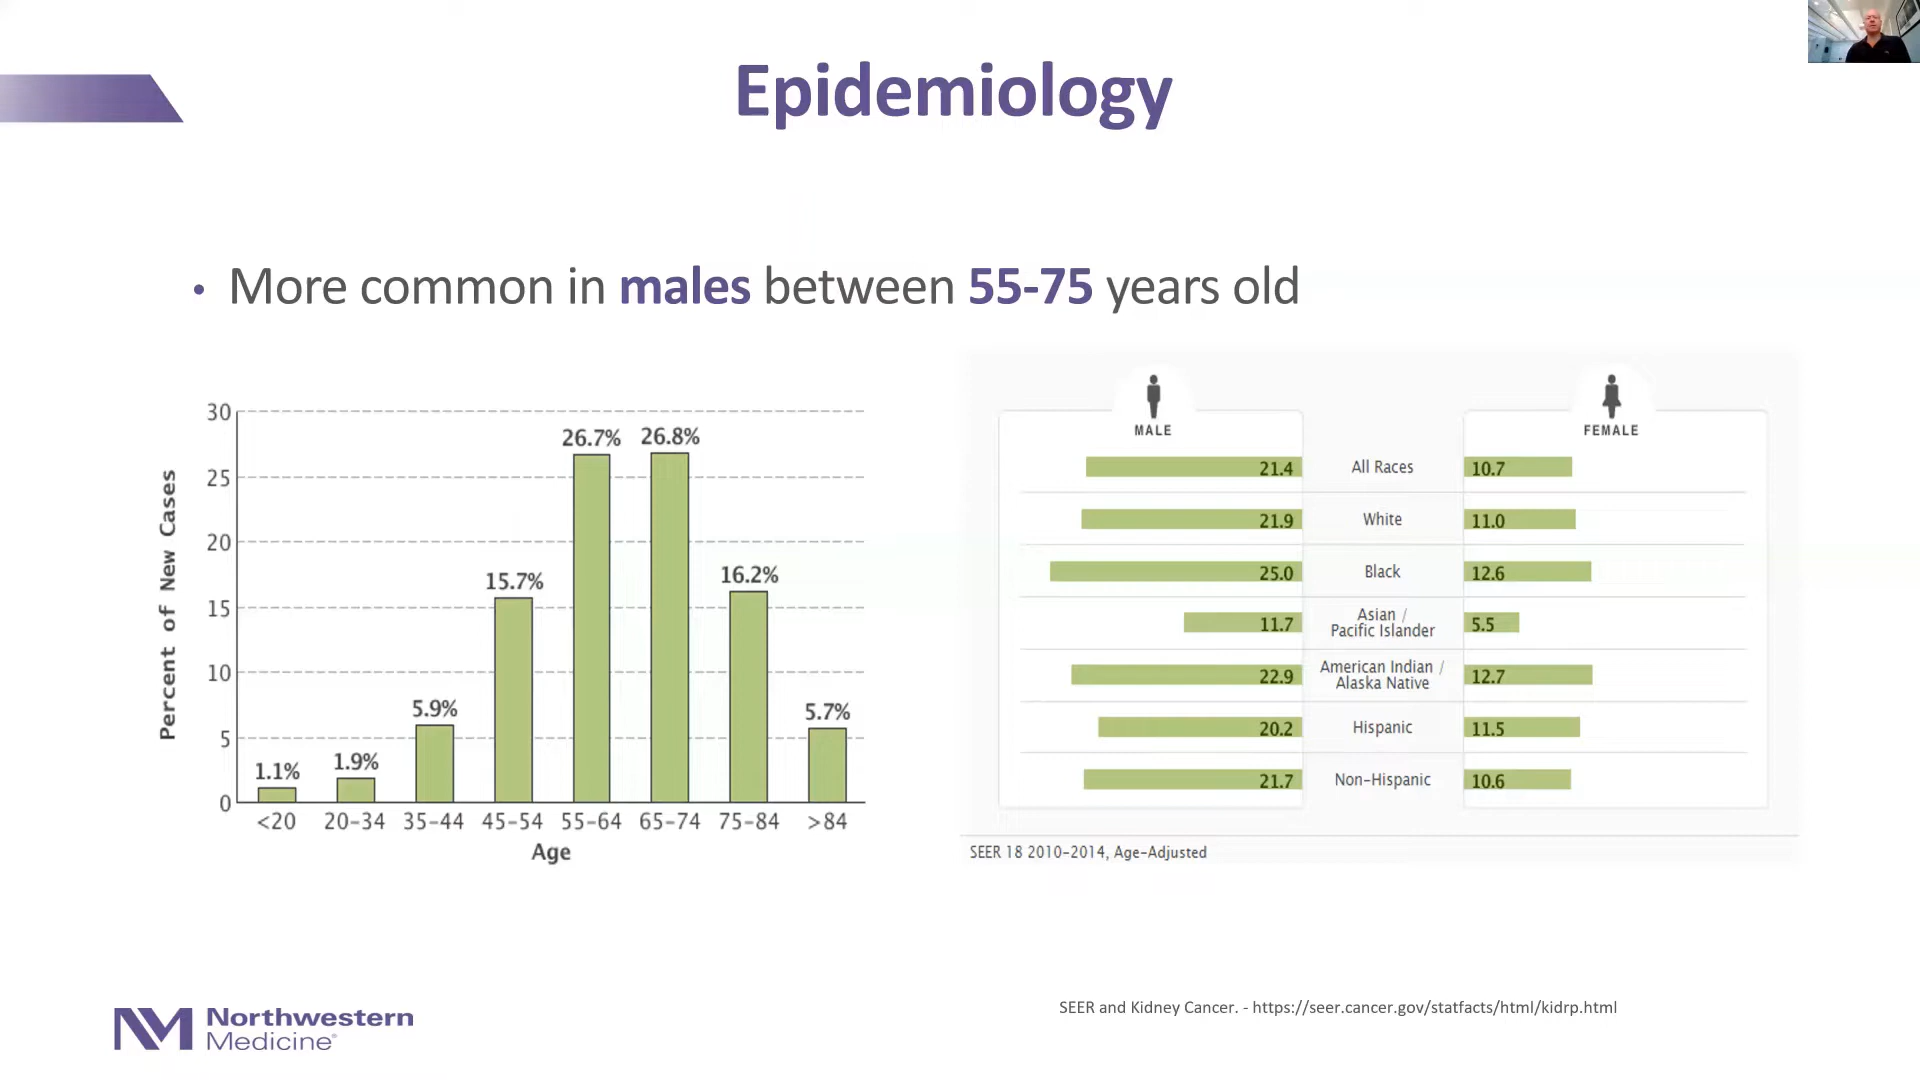 Epidemiology
• More common in males between 55-75 years old
30
25
20
15
10
5
0
Percent of New Cases
1.1%
1.9%
5.9%
15.7%
26.7%
26.8%
16.2%
5.7%
<20 20-34 35-44 45-54 55-64 65-74 75-84 >84
Age
MALE FEMALE
21.4 All Races 10.7
21.9 White 11.0
25.0 Black 12.6
11.7 Asian / Pacific Islander 5.5
22.9 American Indian / Alaska Native 12.7
20.2 Hispanic 11.5
21.7 Non-Hispanic 10.6
SEER 18 2010-2014, Age-Adjusted
SEER and Kidney Cancer. - https://seer.cancer.gov/statfacts/html/kidrp.html
NM Northwestern
Medicine®